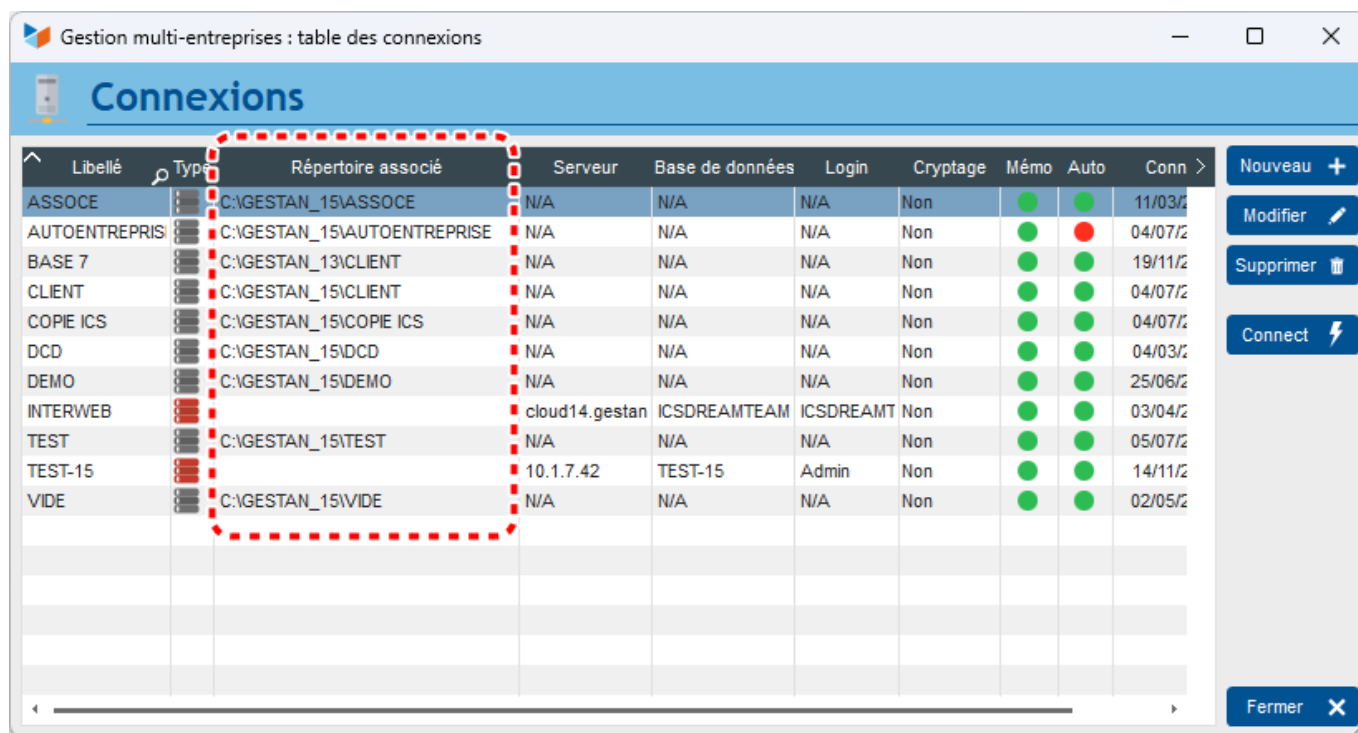 Gestion multi-entreprises : table des connexions
Connexions
Libellé Type Répertoire associé Serveur Base de données Login Cryptage Mémo Auto Conn
ASSOCE C:\GESTAN_15\ASSOCE N/A N/A N/A Non 11/03/2
AUTOENTREPRIS C:\GESTAN_15\AUTOENTREPRISE N/A N/A N/A Non 04/07/2
BASE 7 C:\GESTAN_13\CLIENT N/A N/A N/A Non 19/11/2
CLIENT C:\GESTAN_15\CLIENT N/A N/A N/A Non 04/07/2
COPIE ICS C:\GESTAN_15\COPIE ICS N/A N/A N/A Non 04/07/2
DCD C:\GESTAN_15\DCD N/A N/A N/A Non 04/03/2
DEMO C:\GESTAN_15\DEMO N/A N/A N/A Non 25/06/2
INTERWEB cloud14.gestan ICSDREAMTEAM ICSDREAMT Non 03/04/2
TEST C:\GESTAN_15\TEST N/A N/A N/A Non 05/07/2
TEST-15 10.1.7.42 TEST-15 Admin Non 14/11/2
VIDE C:\GESTAN_15\VIDE N/A N/A N/A Non 02/05/2
Nouveau
Modifier
Supprimer
Connect
Fermer